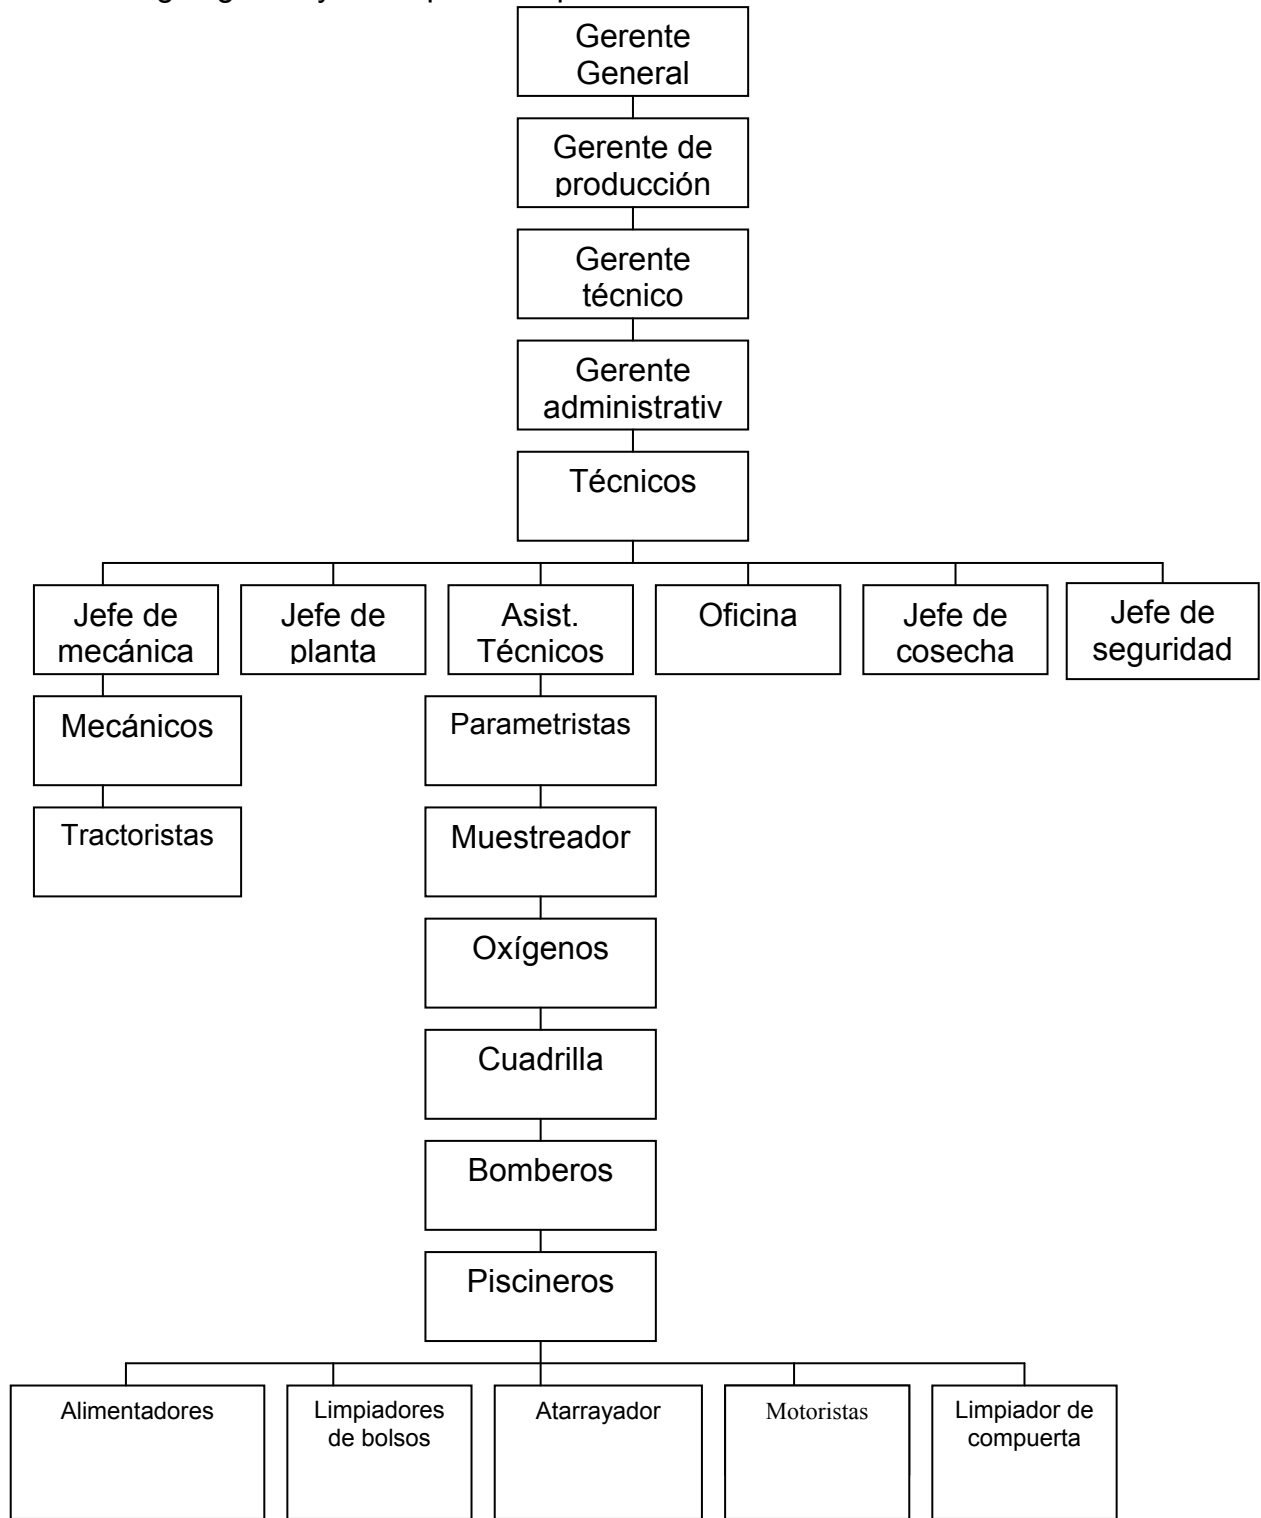 Gerente
General
Gerente de
producción
Gerente
técnico
Gerente
administrativ
Técnicos
Jefe de
mecánica
Jefe de
planta
Asist.
Técnicos
Oficina
Jefe de
cosecha
Jefe de
seguridad
Mecánicos
Parametristas
Tractoristas
Muestreador
Oxígenos
Cuadrilla
Bomberos
Piscineros
Alimentadores
Limpiadores
de bolsos
Atarrayador
Motoristas
Limpiador de
compuerta